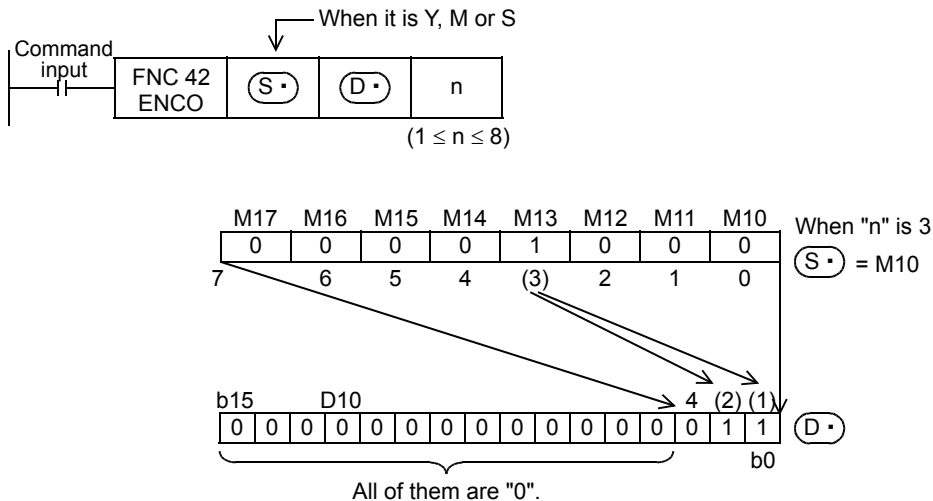 When it is Y, M or S
Command
input
FNC 42
ENCO
S・
D・
n
(1 ≤ n ≤ 8)
M17 M16 M15 M14 M13 M12 M11 M10
When "n" is 3
0 0 0 0 1 0 0 0
S・ = M10
7 6 5 4 (3) 2 1 0
b15 D10 4 (2) (1)
0 0 0 0 0 0 0 0 0 0 0 0 0 0 1 1
D・
b0
All of them are "0".